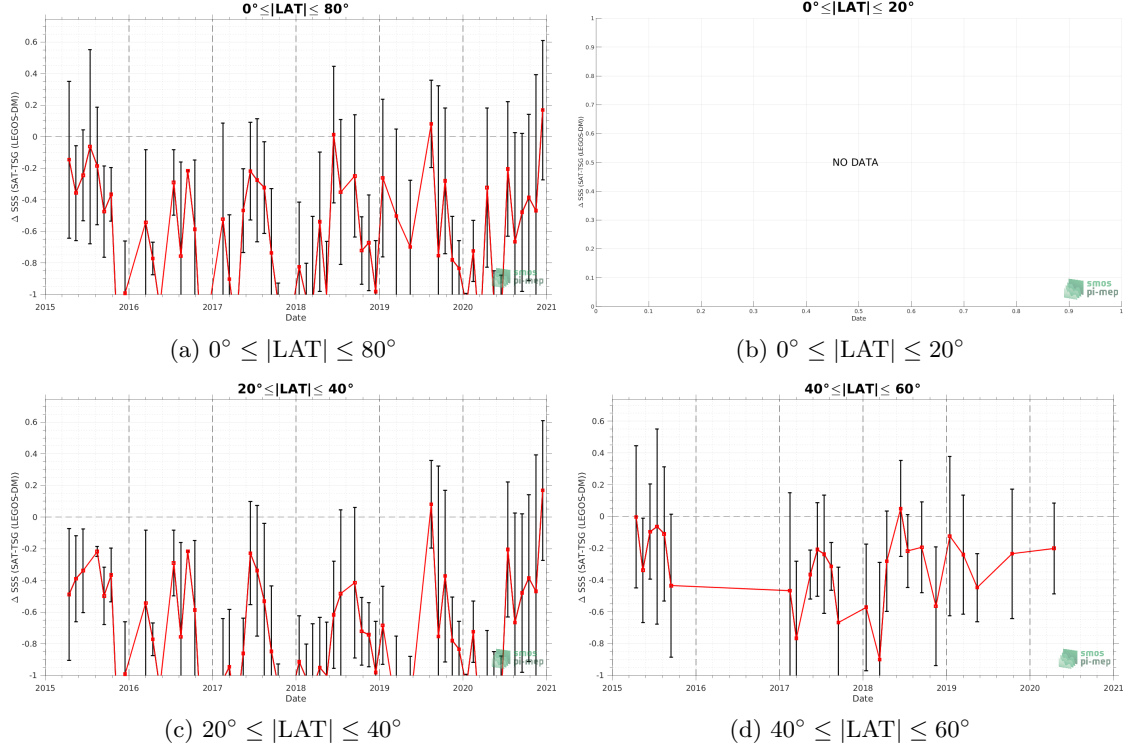 0°≤|LAT|≤ 80°
Δ SSS (SAT-TSG (LEGOS-DM))
0.6
0.4
0.2
0
-0.2
-0.4
-0.6
-0.8
-1
2015 2016 2017 2018 2019 2020 2021
Date
smos
pi-mep
(a) 0° ≤ |LAT| ≤ 80°
0°≤|LAT|≤ 20°
Δ SSS (SAT-TSG (LEGOS-DM))
1
0.9
0.8
0.7
0.6
0.5
0.4
0.3
0.2
0.1
0
NO DATA
0 0.1 0.2 0.3 0.4 0.5 0.6 0.7 0.8 0.9 1
Date
smos
pi-mep
(b) 0° ≤ |LAT| ≤ 20°
20°≤|LAT|≤ 40°
Δ SSS (SAT-TSG (LEGOS-DM))
0.6
0.4
0.2
0
-0.2
-0.4
-0.6
-0.8
-1
2015 2016 2017 2018 2019 2020 2021
Date
smos
pi-mep
(c) 20° ≤ |LAT| ≤ 40°
40°≤|LAT|≤ 60°
Δ SSS (SAT-TSG (LEGOS-DM))
0.6
0.4
0.2
0
-0.2
-0.4
-0.6
-0.8
-1
2015 2016 2017 2018 2019 2020 2021
Date
smos
pi-mep
(d) 40° ≤ |LAT| ≤ 60°